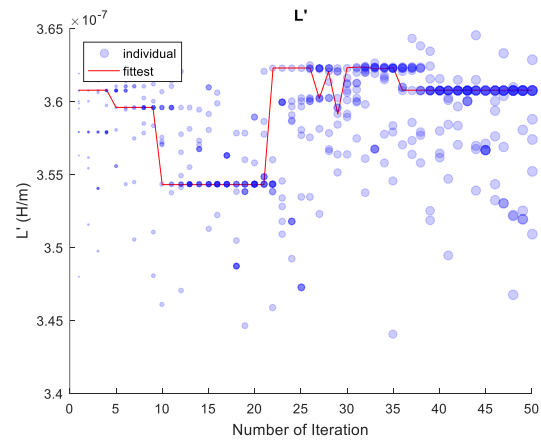 L'
× 10⁻⁷
3.65
3.6
3.55
3.5
3.45
3.4
L' (H/m)
individual
fittest
0 5 10 15 20 25 30 35 40 45 50
Number of Iteration